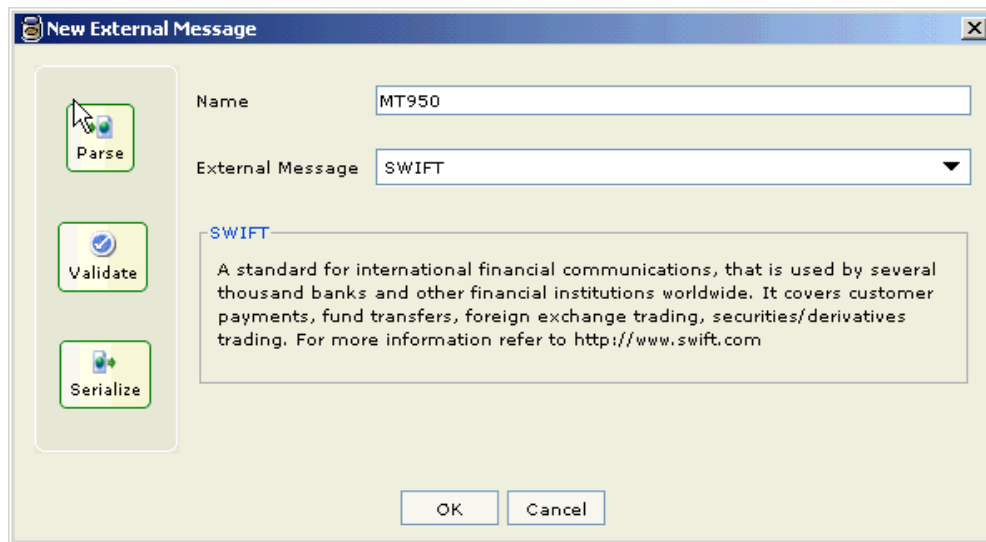 New External Message
Name
MT950
Parse
External Message
SWIFT
SWIFT
Validate
A standard for international financial communications, that is used by several
thousand banks and other financial institutions worldwide. It covers customer
payments, fund transfers, foreign exchange trading, securities/derivatives
trading. For more information refer to http://www.swift.com
Serialize
OK
Cancel